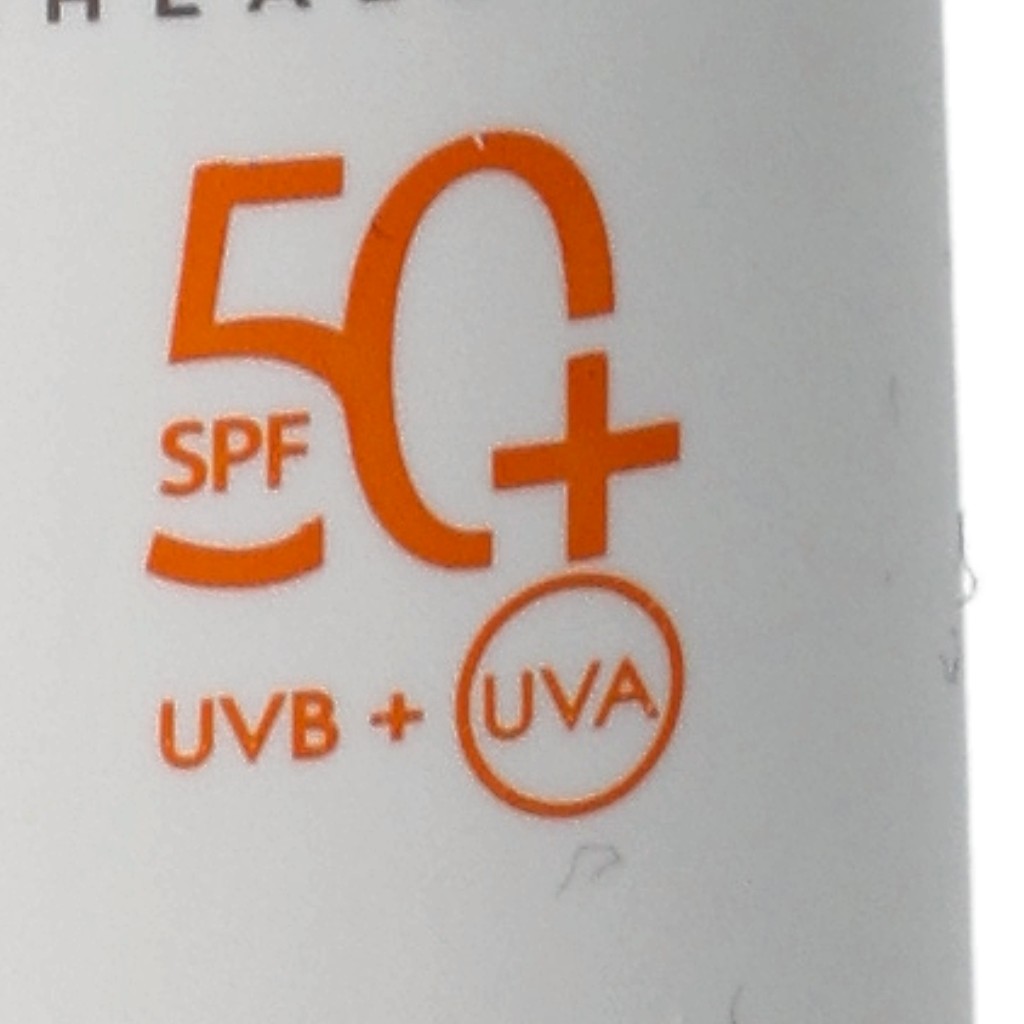 50+
SPF
UVB + UVA